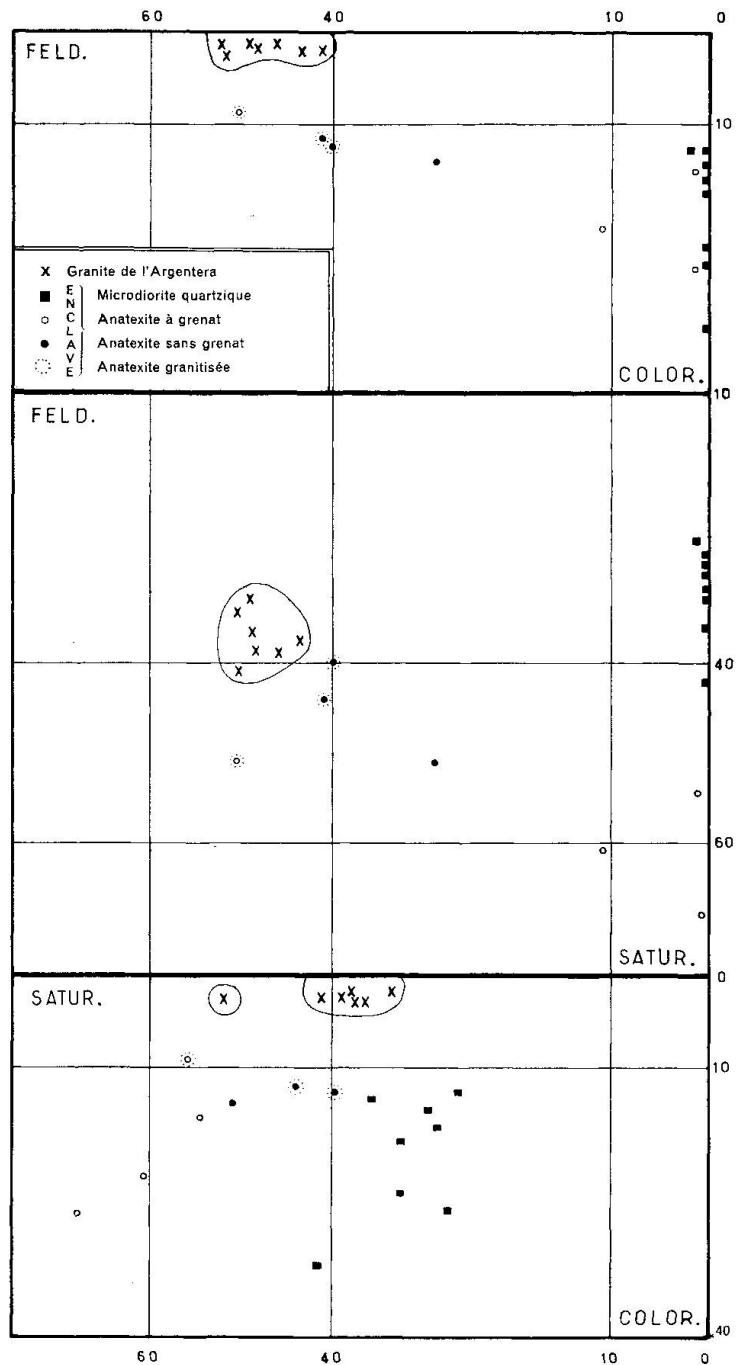 60 40 10 0
FELD.
10
X Granite de l'Argentera
ENCLAVE
Microdiorite quartzique
Anatexite à grenat
Anatexite sans grenat
Anatexite granitisée
COLOR.
10
FELD.
40
60
SATUR.
0
SATUR.
10
COLOR.
40
60 40 10 0